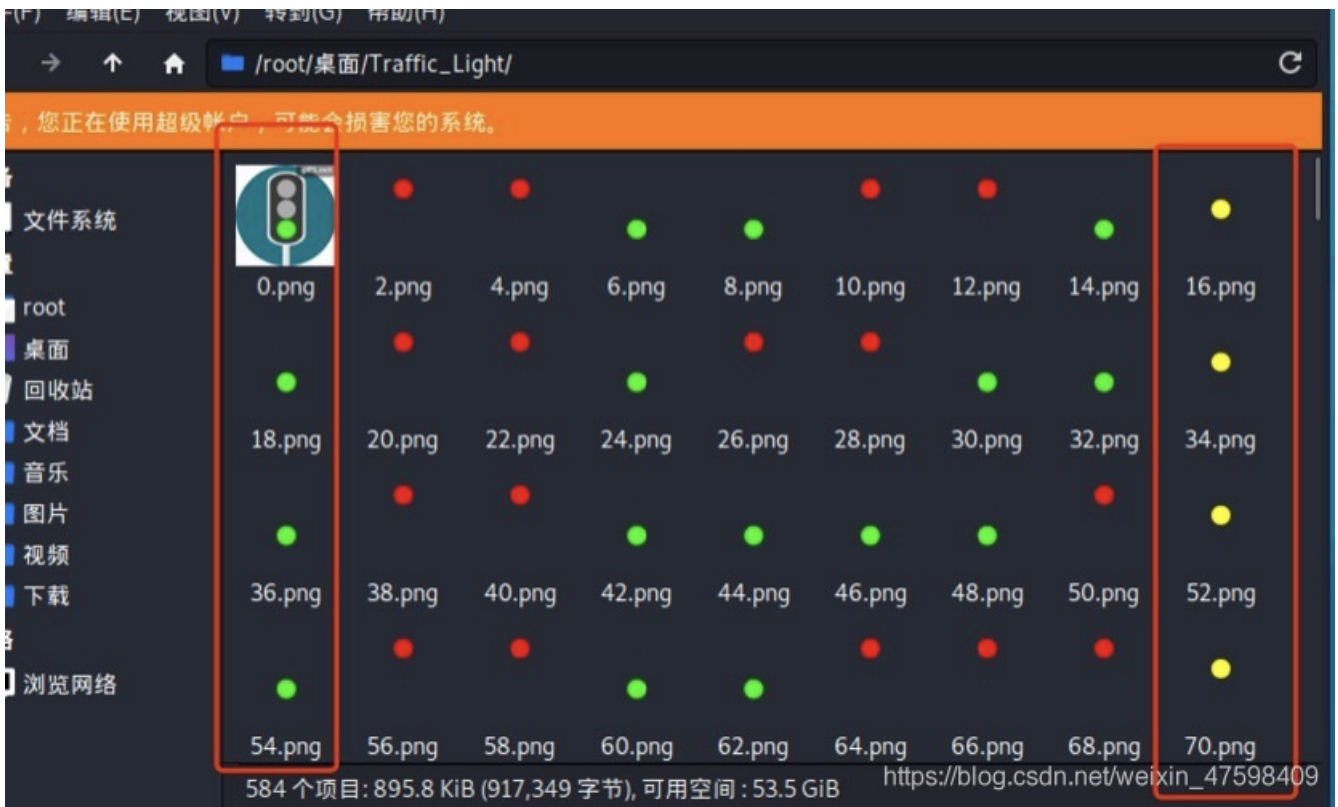 (F) 编辑(E) 视图(V) 转到(G) 帮助(H)
/root/桌面/Traffic_Light/
,您正在使用超级帐户,可能会损害您的系统。
文件系统
root
桌面
回收站
文档
音乐
图片
视频
下载
浏览网络
0.png 2.png 4.png 6.png 8.png 10.png 12.png 14.png 16.png
18.png 20.png 22.png 24.png 26.png 28.png 30.png 32.png 34.png
36.png 38.png 40.png 42.png 44.png 46.png 48.png 50.png 52.png
54.png 56.png 58.png 60.png 62.png 64.png 66.png 68.png 70.png
584 个项目: 895.8 KiB (917,349 字节), 可用空间 : 53.5 GiB
https://blog.csdn.net/weixin_47598409